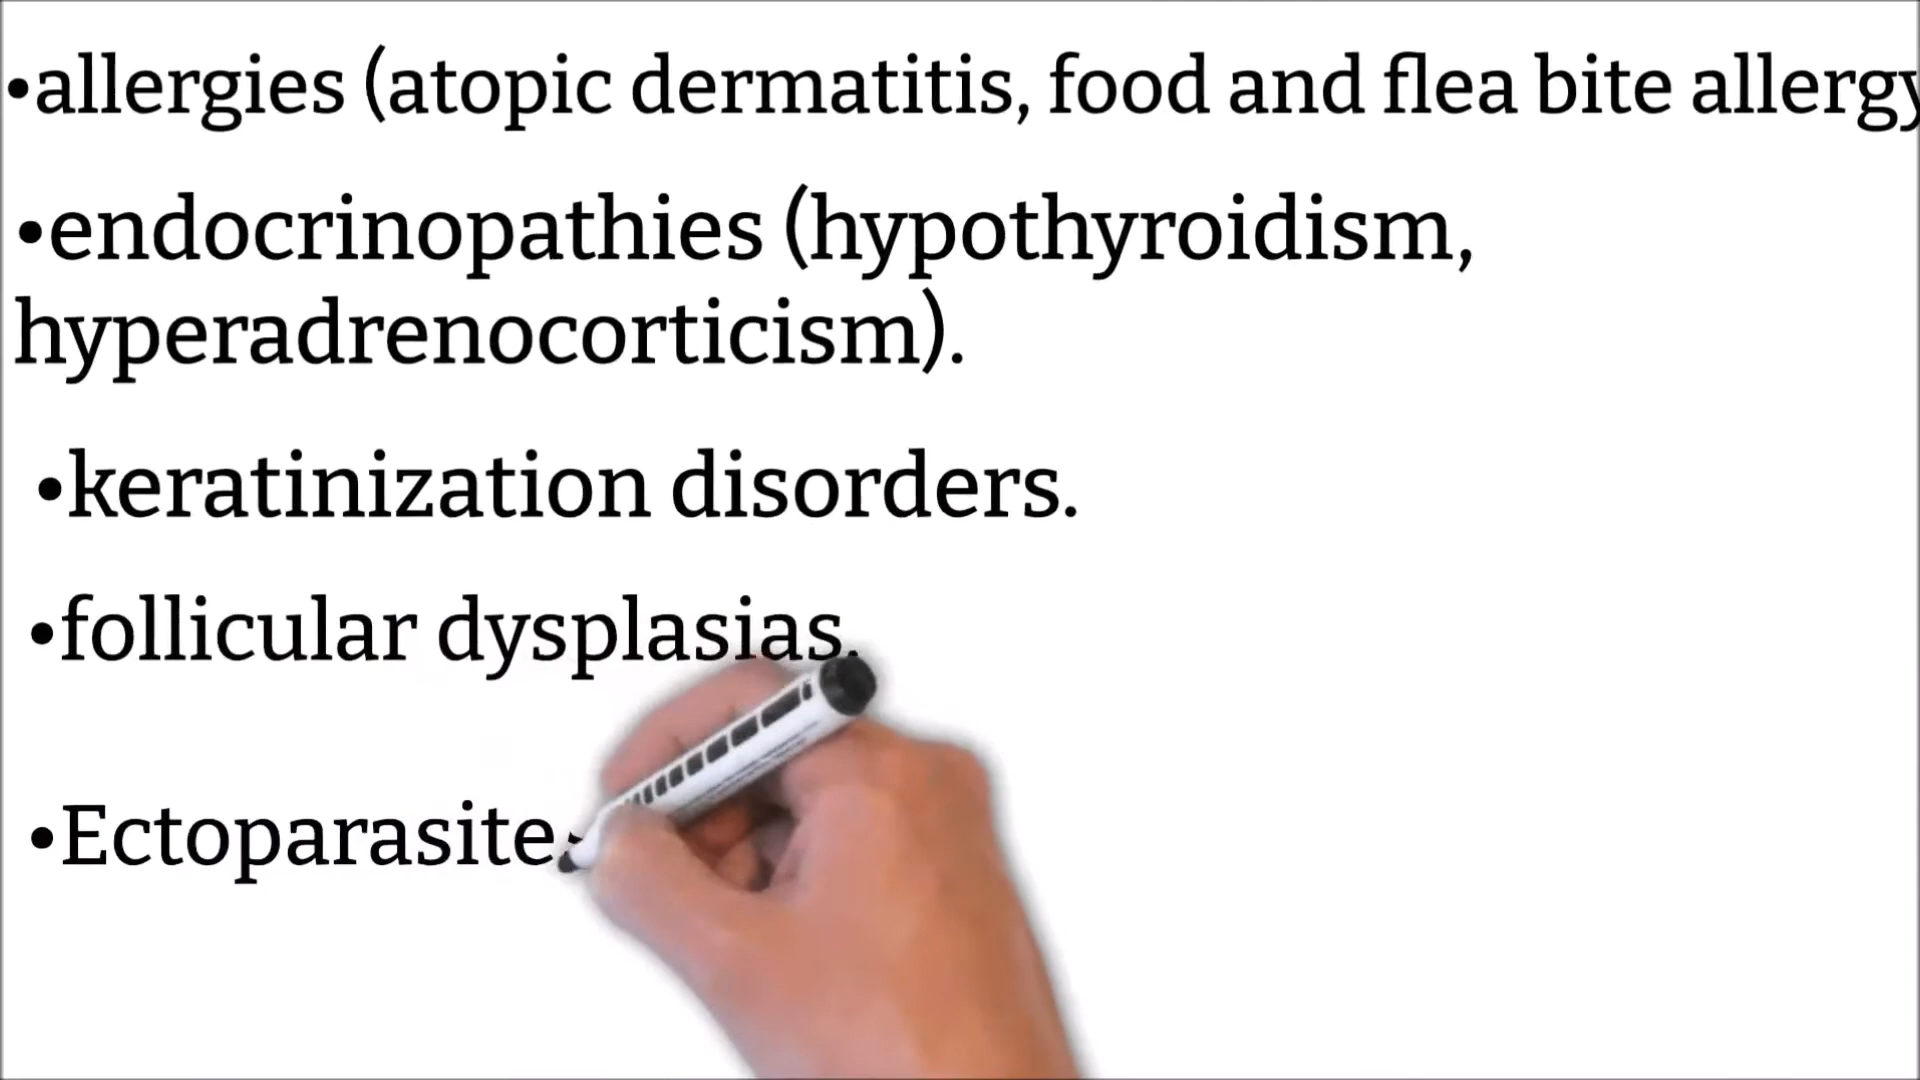 •allergies (atopic dermatitis, food and flea bite allergy
•endocrinopathies (hypothyroidism,
hyperadrenocorticism).
•keratinization disorders.
•follicular dysplasias.
•Ectoparasite